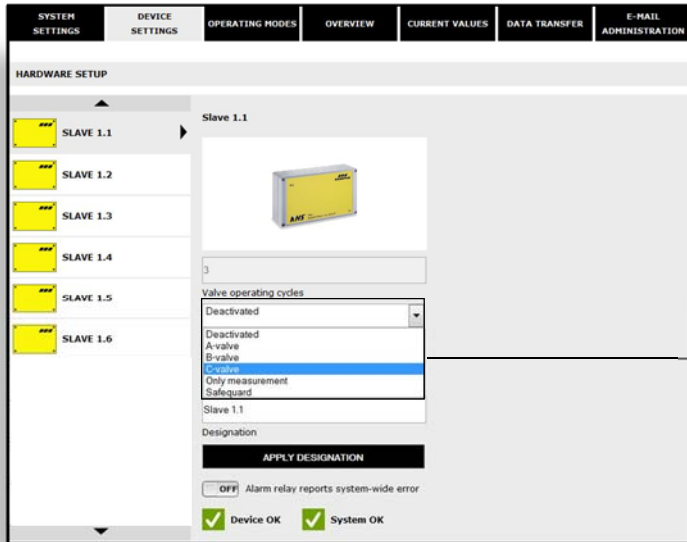 SYSTEM SETTINGS
DEVICE SETTINGS
OPERATING MODES
OVERVIEW
CURRENT VALUES
DATA TRANSFER
E-MAIL ADMINISTRATION
HARDWARE SETUP
SLAVE 1.1
SLAVE 1.2
SLAVE 1.3
SLAVE 1.4
SLAVE 1.5
SLAVE 1.6
Slave 1.1
AMS
3
Valve operating cycles
Deactivated
Deactivated
A-valve
B-valve
C-valve
Only measurement
Safeguard
Slave 1.1
Designation
APPLY DESIGNATION
OFF Alarm relay reports system-wide error
Device OK
System OK